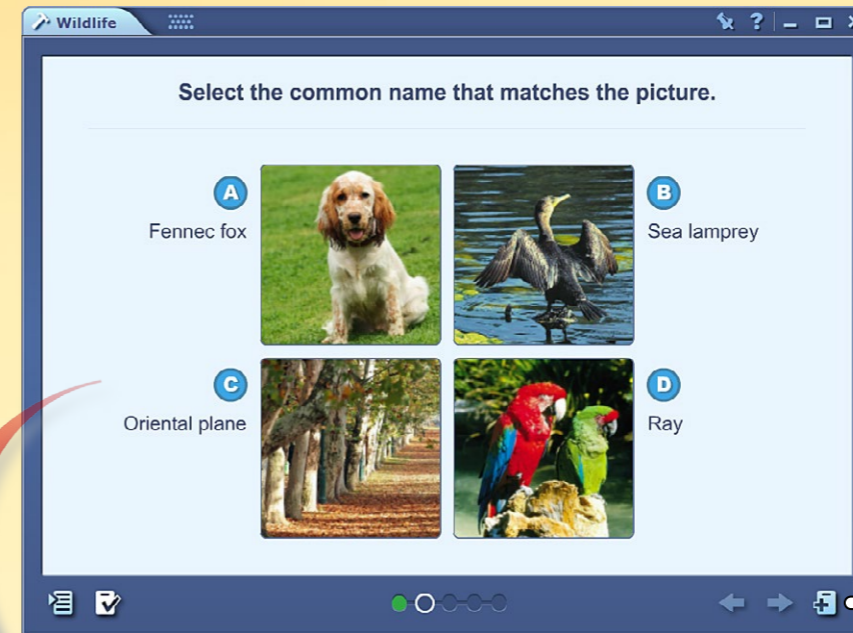 Wildlife
?
Select the common name that matches the picture.
A
Fennec fox
B
Sea lamprey
C
Oriental plane
D
Ray